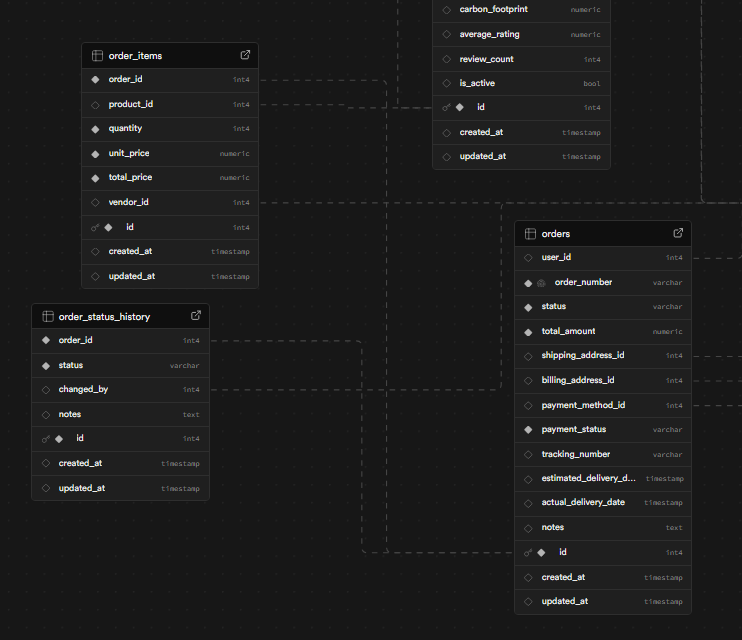 carbon_footprint numeric
average_rating numeric
review_count int4
is_active bool
id int4
created_at timestamp
updated_at timestamp
order_items
order_id int4
product_id int4
quantity int4
unit_price numeric
total_price numeric
vendor_id int4
id int4
created_at timestamp
updated_at timestamp
order_status_history
order_id int4
status varchar
changed_by int4
notes text
id int4
created_at timestamp
updated_at timestamp
orders
user_id int4
order_number varchar
status varchar
total_amount numeric
shipping_address_id int4
billing_address_id int4
payment_method_id int4
payment_status varchar
tracking_number varchar
estimated_delivery_d... timestamp
actual_delivery_date timestamp
notes text
id int4
created_at timestamp
updated_at timestamp